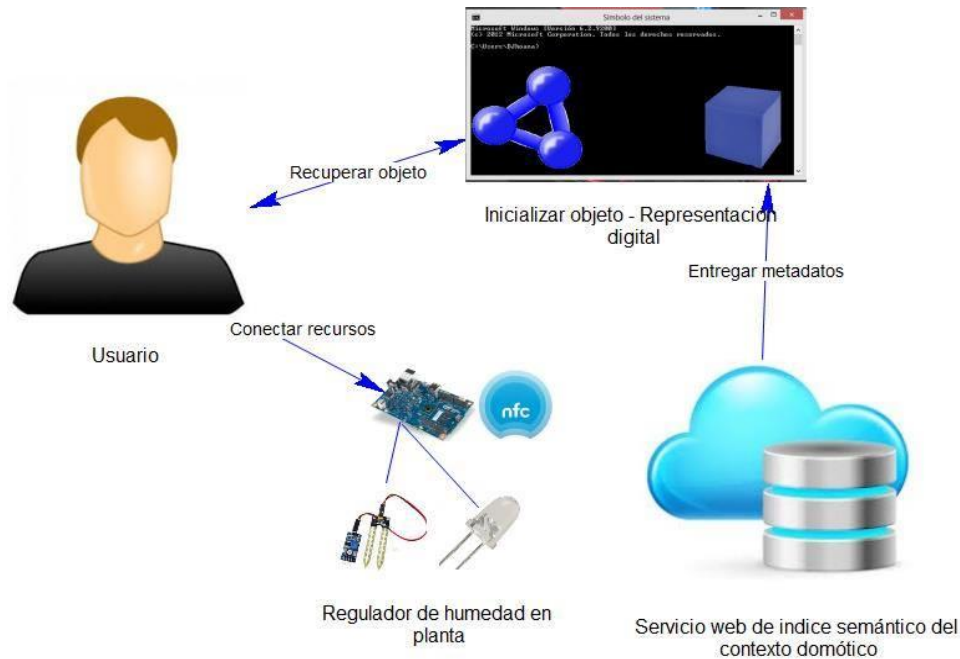 Símbolo del sistema
Microsoft Windows [Versión 6.2.9200]
(c) 2012 Microsoft Corporation. Todos los derechos reservados.
Recuperar objeto
Inicializar objeto - Representación
digital
Entregar metadatos
Conectar recursos
Usuario
nfc
Regulador de humedad en
planta
Servicio web de indice semántico del
contexto domótico